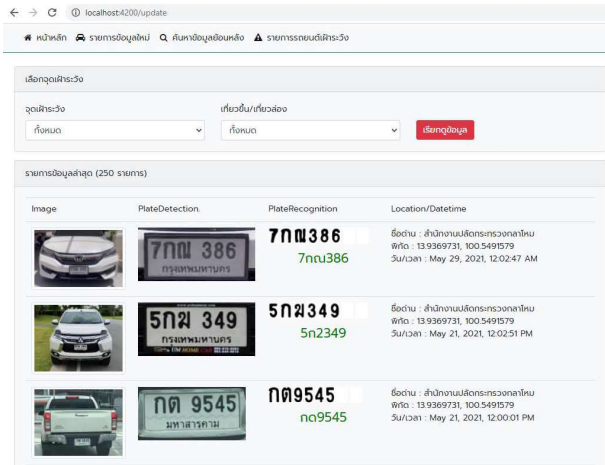 localhost:4200/update
หน้าหลัก รายการข้อมูลใหม่ ค้นหาข้อมูลย้อนหลัง รายการรถยนต์เฝ้าระวัง
เลือกจุดเฝ้าระวัง
จุดเฝ้าระวัง เที่ยวขึ้น/เที่ยวล่อง
ทั้งหมด ทั้งหมด เรียกดูข้อมูล
รายการข้อมูลล่าสุด (250 รายการ)
Image PlateDetection. PlateRecognition Location/Datetime
7กณ 386
กรุงเทพมหานคร
7กณ386
7กณ386
ชื่อด่าน : สำนักงานปลัดกระทรวงกลาโหม
พิกัด : 13.9369731, 100.5491579
วัน/เวลา : May 29, 2021, 12:02:47 AM
5กฆ 349
กรุงเทพมหานคร
5กฆ349
5ก2349
ชื่อด่าน : สำนักงานปลัดกระทรวงกลาโหม
พิกัด : 13.9369731, 100.5491579
วัน/เวลา : May 21, 2021, 12:02:51 PM
กต 9545
มหาสารคาม
กต9545
กด9545
ชื่อด่าน : สำนักงานปลัดกระทรวงกลาโหม
พิกัด : 13.9369731, 100.5491579
วัน/เวลา : May 21, 2021, 12:00:01 PM